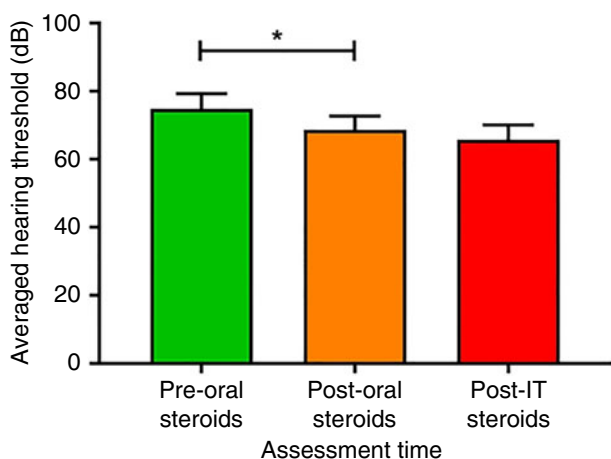 Averaged hearing threshold (dB)
100
80
60
40
20
0
*
Pre-oral
steroids
Post-oral
steroids
Post-IT
steroids
Assessment time